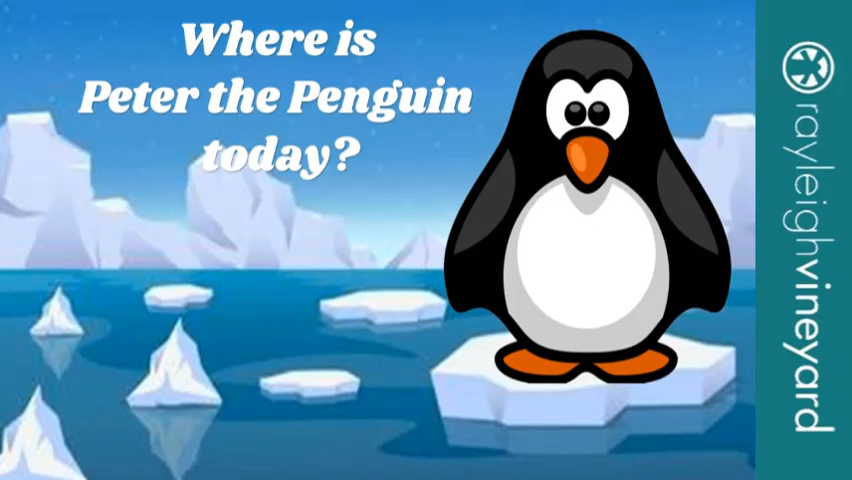 Where is
Peter the Penguin
today?
rayleighvineyard